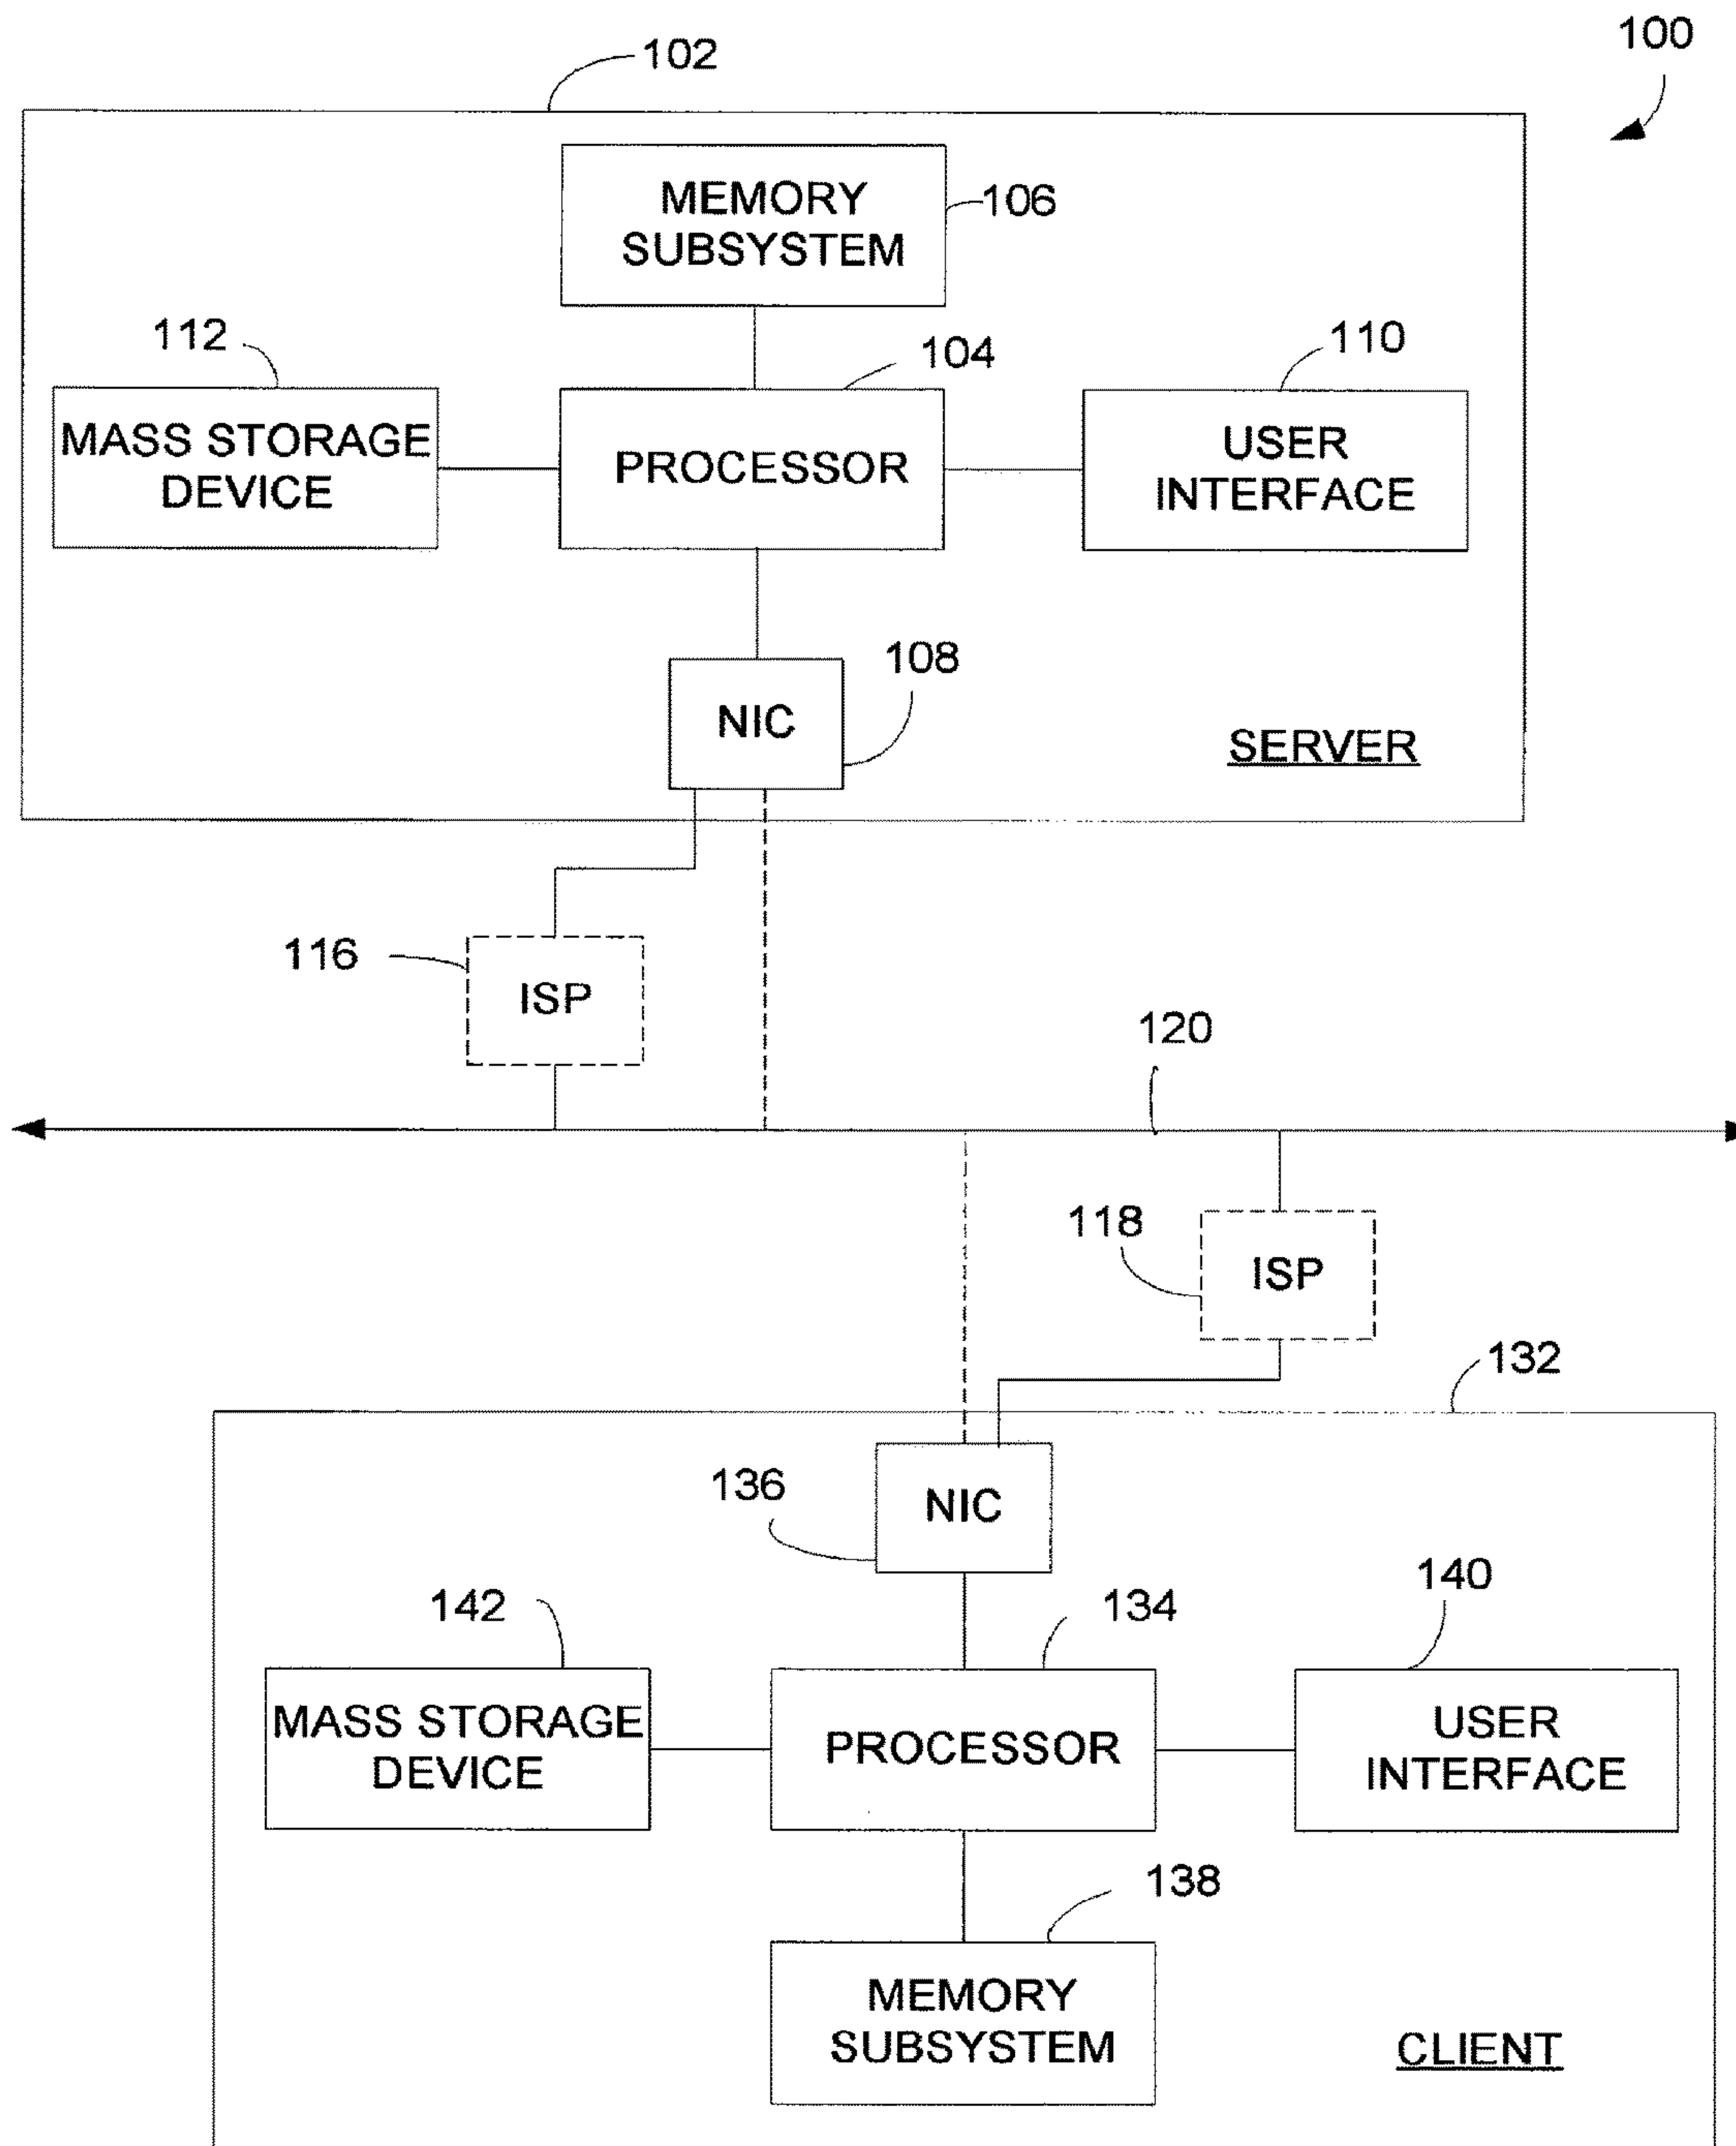 100
102
MEMORY
SUBSYSTEM
106
112
104
110
MASS STORAGE
DEVICE
PROCESSOR
USER
INTERFACE
108
NIC
SERVER
116
ISP
120
118
ISP
132
136
NIC
142
134
140
MASS STORAGE
DEVICE
PROCESSOR
USER
INTERFACE
138
MEMORY
SUBSYSTEM
CLIENT